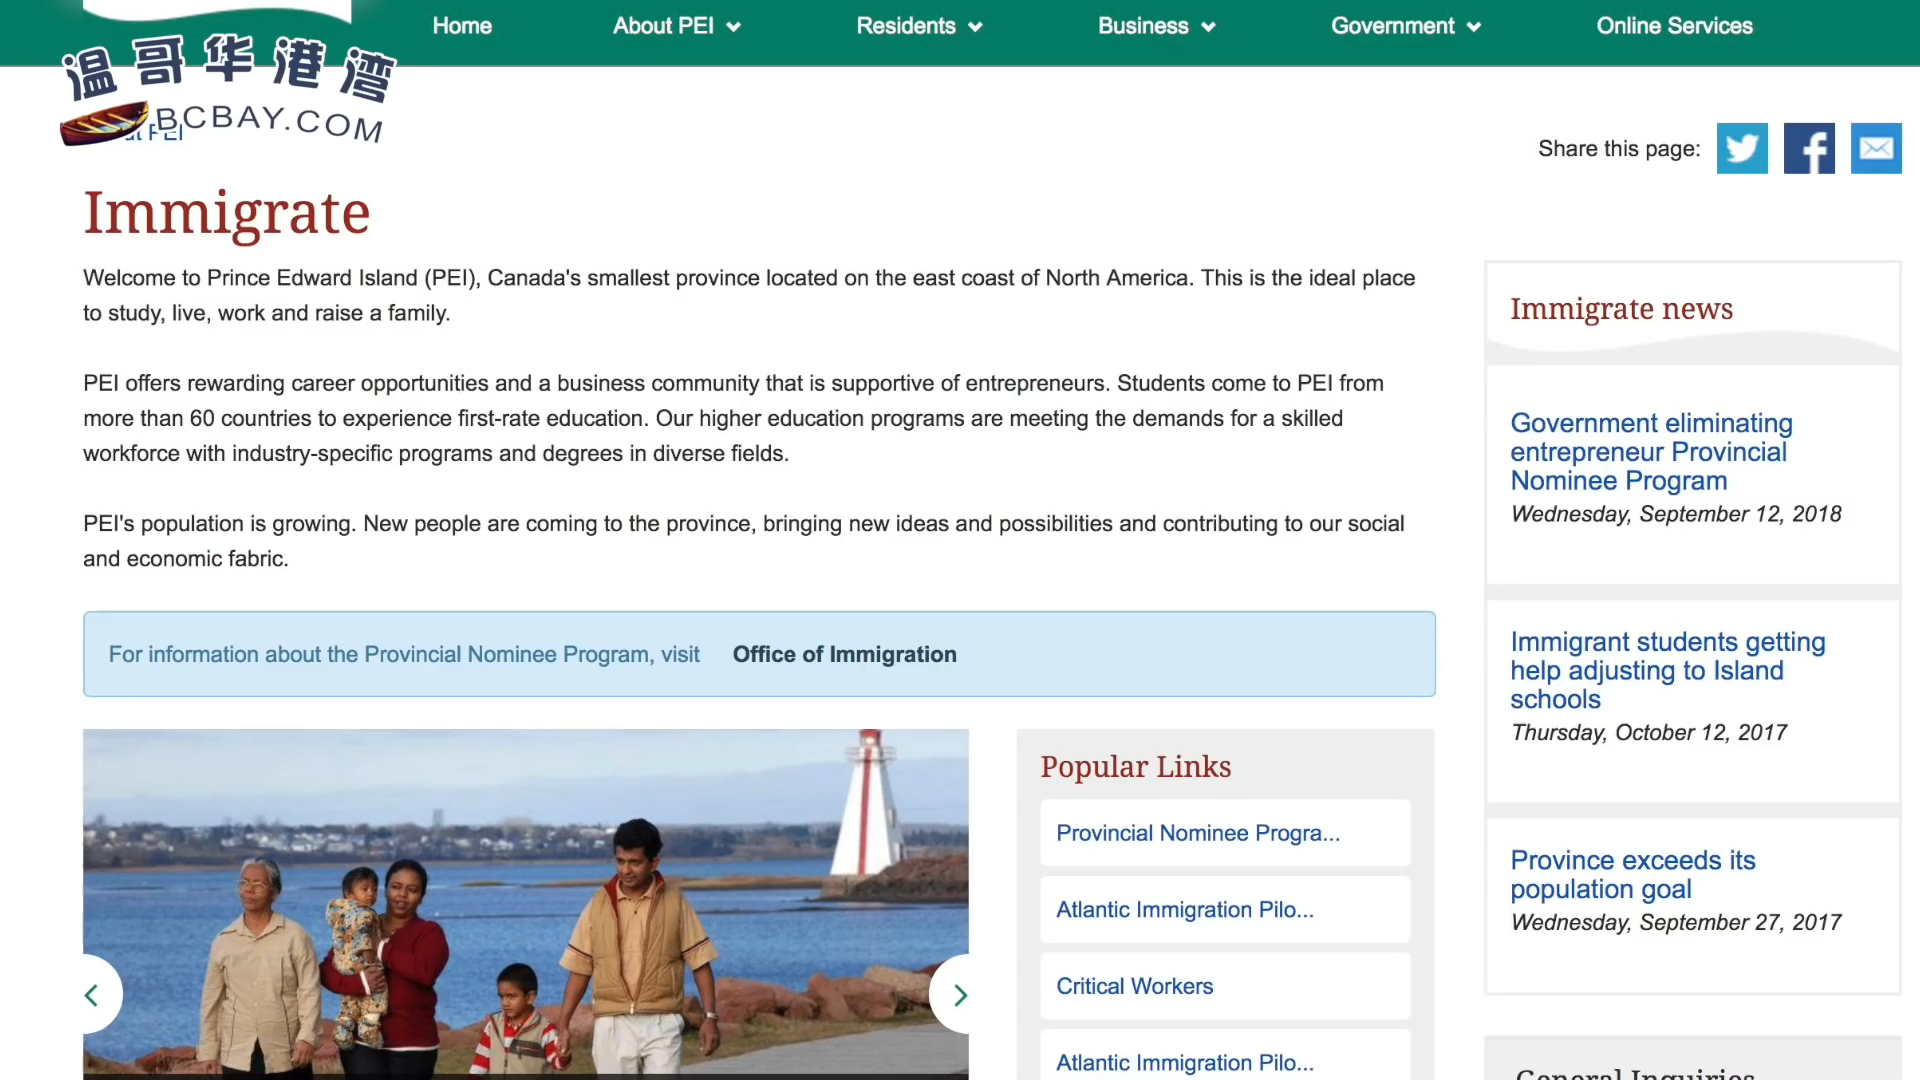 Home
About PEI
Residents
Business
Government
Online Services
温哥华港湾
BCBAY.COM
Share this page:
Immigrate
Welcome to Prince Edward Island (PEI), Canada's smallest province located on the east coast of North America. This is the ideal place
to study, live, work and raise a family.
PEI offers rewarding career opportunities and a business community that is supportive of entrepreneurs. Students come to PEI from
more than 60 countries to experience first-rate education. Our higher education programs are meeting the demands for a skilled
workforce with industry-specific programs and degrees in diverse fields.
PEI's population is growing. New people are coming to the province, bringing new ideas and possibilities and contributing to our social
and economic fabric.
For information about the Provincial Nominee Program, visit Office of Immigration
Popular Links
Provincial Nominee Progra...
Atlantic Immigration Pilo...
Critical Workers
Atlantic Immigration Pilo...
Immigrate news
Government eliminating
entrepreneur Provincial
Nominee Program
Wednesday, September 12, 2018
Immigrant students getting
help adjusting to Island
schools
Thursday, October 12, 2017
Province exceeds its
population goal
Wednesday, September 27, 2017
General Inquiries